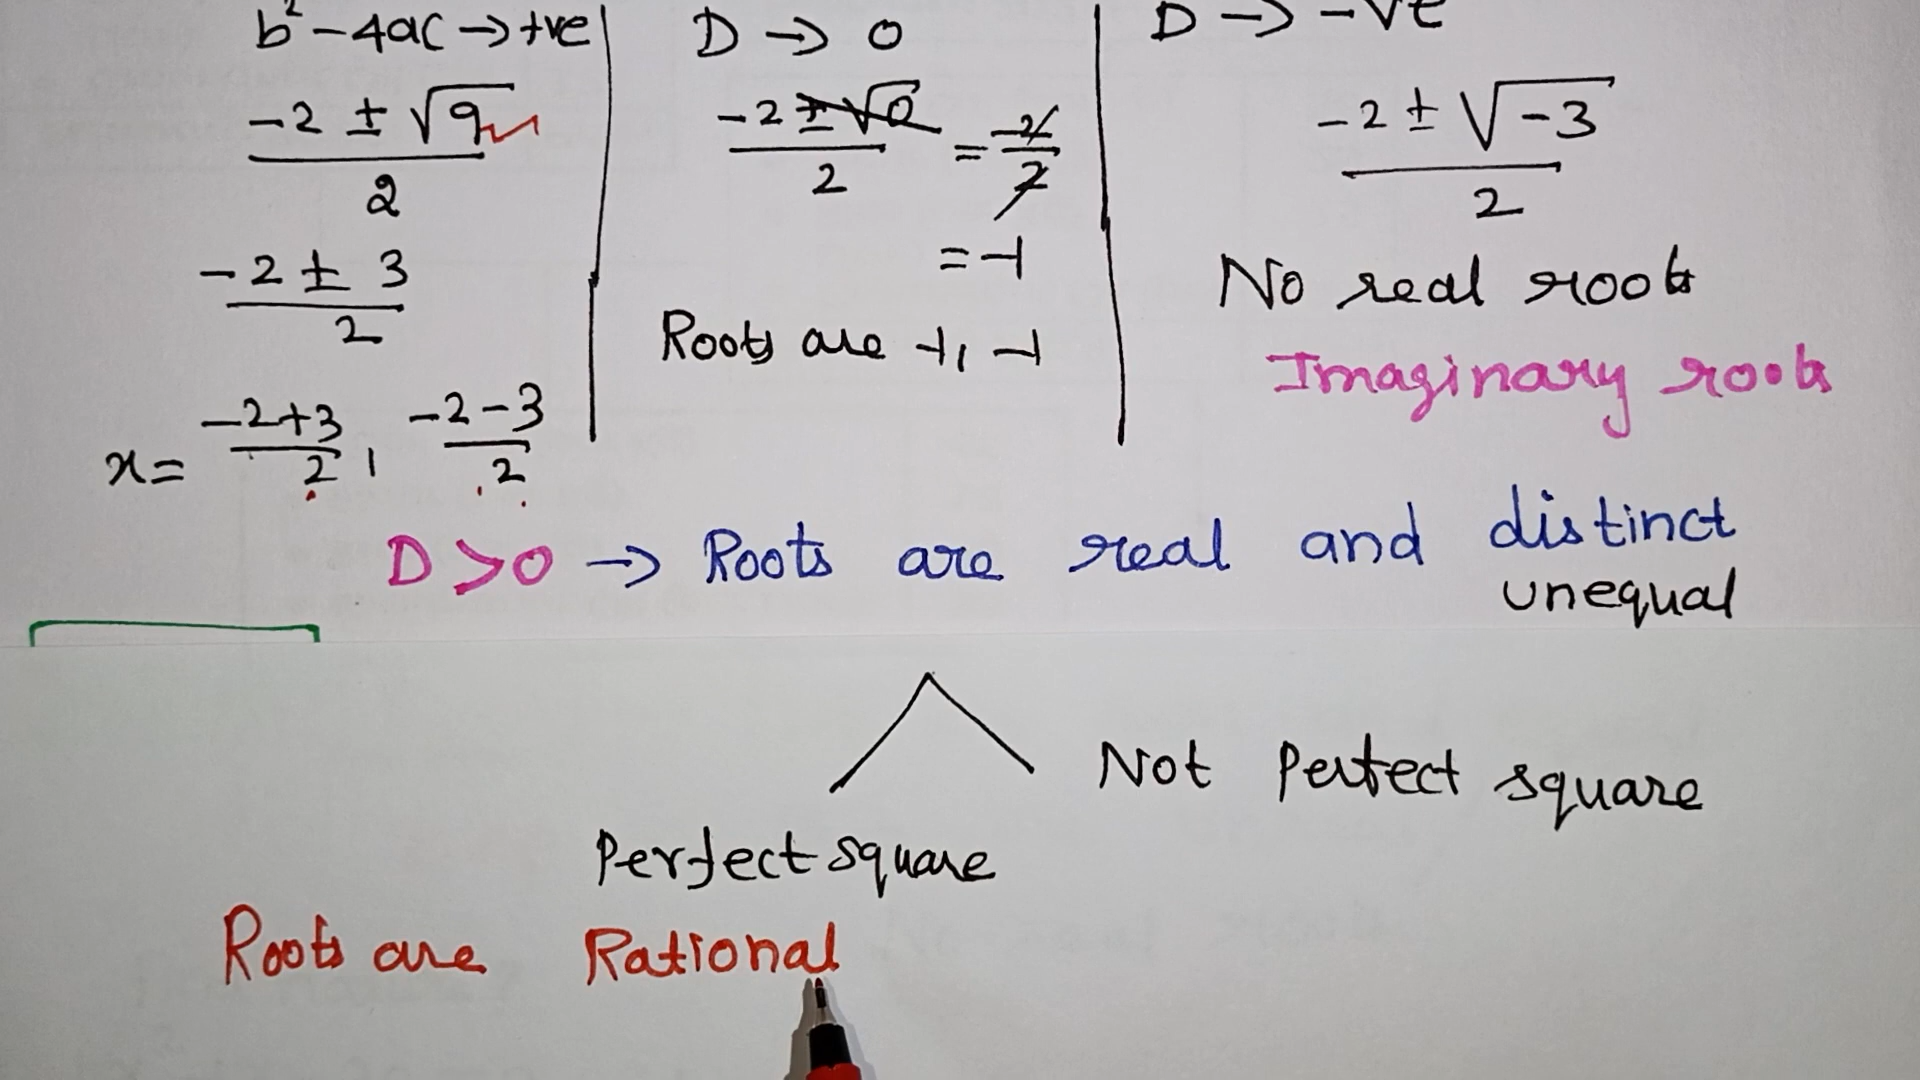 b² - 4ac → +ve
-2 ± √9
2
-2 ± 3
2
x = -2+3 / 2 , -2-3 / 2
D → 0
-2 ± √0 / 2 = -2 / 2
= -1
Roots are -1, -1
D → -ve
-2 ± √-3
2
No real roots
Imaginary roots
D > 0 → Roots are real and distinct
unequal
Not Perfect square
Perfect square
Roots are Rational